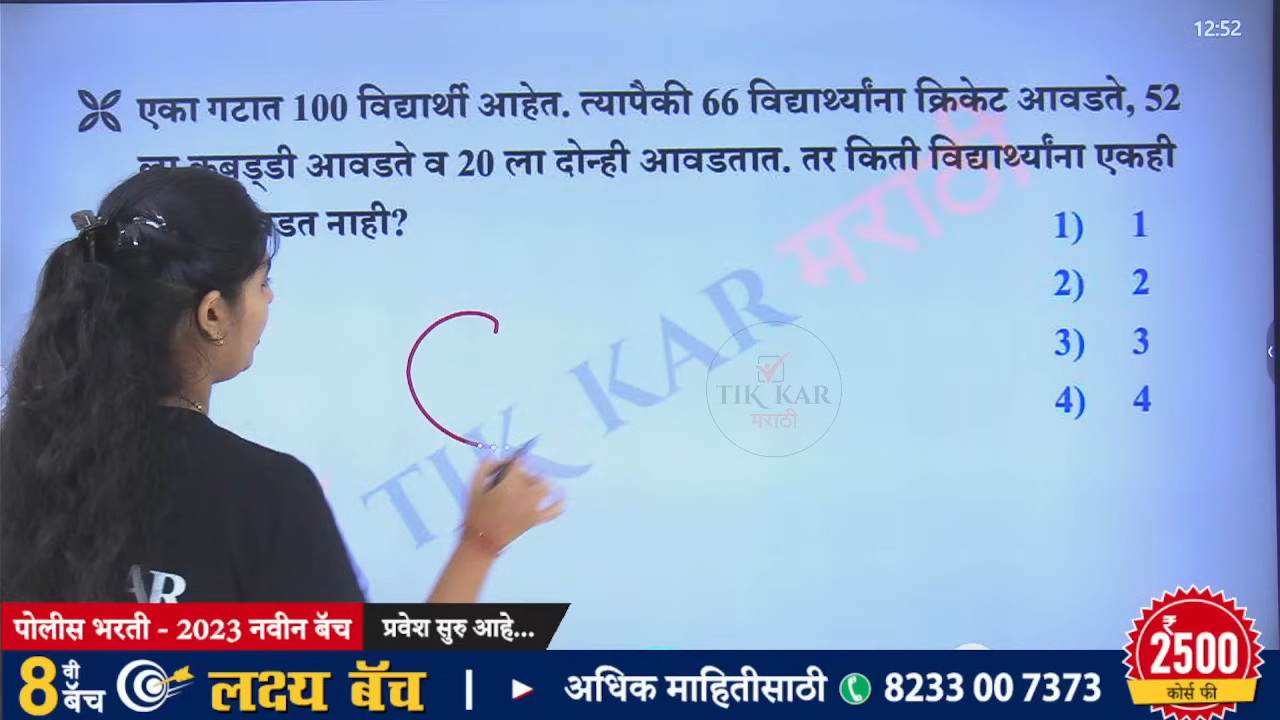 12:52
एका गटात 100 विद्यार्थी आहेत. त्यापैकी 66 विद्यार्थ्यांना क्रिकेट आवडते, 52
ला कबड्डी आवडते व 20 ला दोन्ही आवडतात. तर किती विद्यार्थ्यांना एकही
नाही?
1) 1
2) 2
3) 3
4) 4
TIK KAR मराठी
TIK KAR
मराठी
AR
पोलीस भरती - 2023 नवीन बॅच प्रवेश सुरु आहे...
8 वी बॅच लक्ष्य बॅच | अधिक माहितीसाठी 8233 00 7373
₹ 2500 कोर्स फी